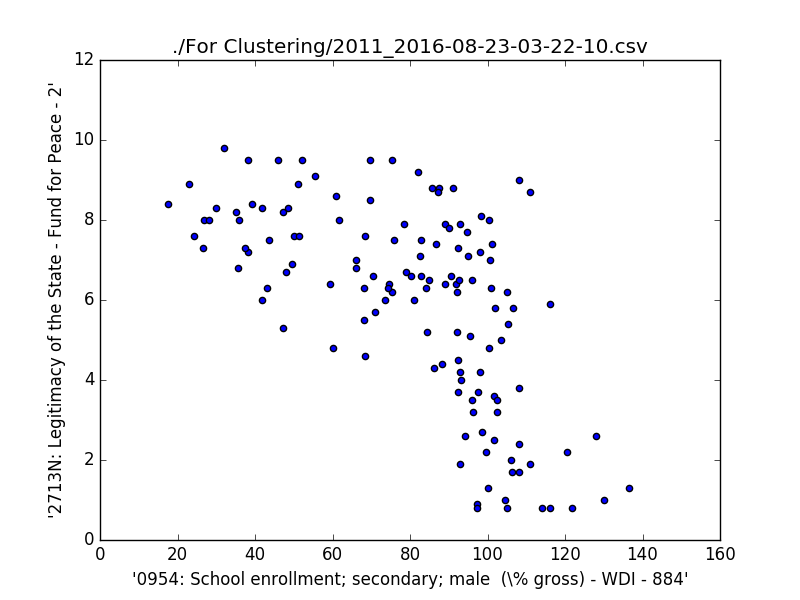 ./For Clustering/2011_2016-08-23-03-22-10.csv
'2713N: Legitimacy of the State - Fund for Peace - 2'
12
10
8
6
4
2
0
0 20 40 60 80 100 120 140 160
'0954: School enrollment; secondary; male  (\% gross) - WDI - 884'